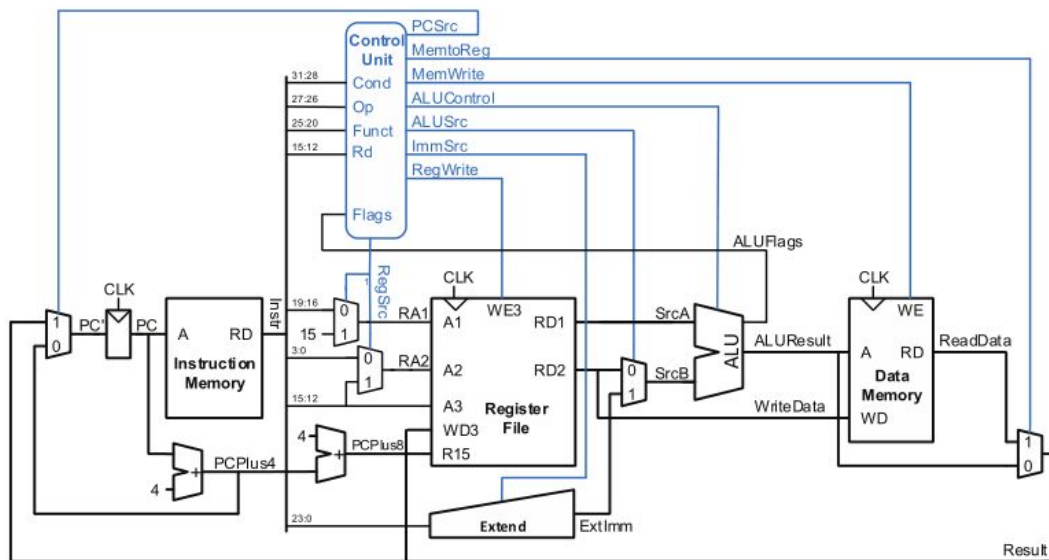 PCSrc
Control
Unit
MemtoReg
MemWrite
31:28
Cond
27:26
Op
ALUControl
25:20
Funct
ALUSrc
15:12
Rd
ImmSrc
RegWrite
Flags
ALUFlags
RegSrc
1
CLK
CLK
CLK
Instr
19:16
0
RA1
A1
WE3
RD1
SrcA
WE
1
PC'
PC
A
RD
15
1
ALU
ALUResult
A
RD
ReadData
0
Instruction
Memory
3:0
0
RA2
A2
RD2
0
SrcB
Data
Memory
1
1
15:12
A3
Register
File
WriteData
WD
WD3
4
+
PCPlus8
R15
1
0
+
PCPlus4
4
23:0
Extend
ExtImm
Result